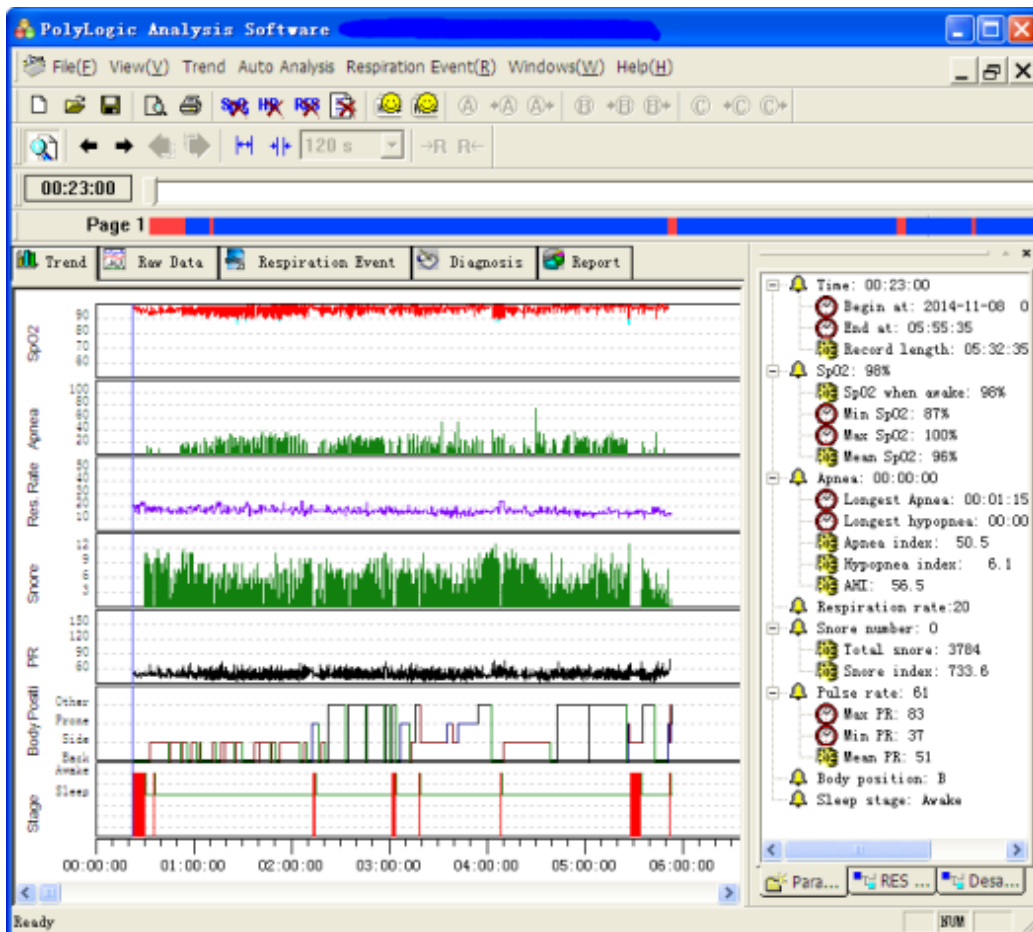 PolyLogic Analysis Software
File(F) View(V) Trend Auto Analysis Respiration Event(R) Windows(W) Help(H)
SpO2 HR RES A +A A+ B +B B+ C +C C+
120 s →R R←
00:23:00
Page 1
Trend Raw Data Respiration Event Diagnosis Report
SpO2
90
80
70
60
Apnea
100
80
60
40
20
Res. Rate
Snore
12
9
6
PR
150
120
90
60
Body Positi
Other
Prone
Side
Back
Stage
Awake
Sleep
00:00:00 01:00:00 02:00:00 03:00:00 04:00:00 05:00:00 06:00:00
Time: 00:23:00
Begin at: 2014-11-08 0
End at: 05:55:35
Record length: 05:32:35
SpO2: 98%
SpO2 when awake: 98%
Min SpO2: 87%
Max SpO2: 100%
Mean SpO2: 96%
Apnea: 00:00:00
Longest Apnea: 00:01:15
Longest hypopnea: 00:00
Apnea index: 50.5
Hypopnea index: 6.1
AHI: 56.5
Respiration rate:20
Snore number: 0
Total snore: 3784
Snore index: 733.6
Pulse rate: 61
Max PR: 83
Min PR: 37
Mean PR: 51
Body position: B
Sleep stage: Awake
Para... RES ... Desa...
Ready NUM